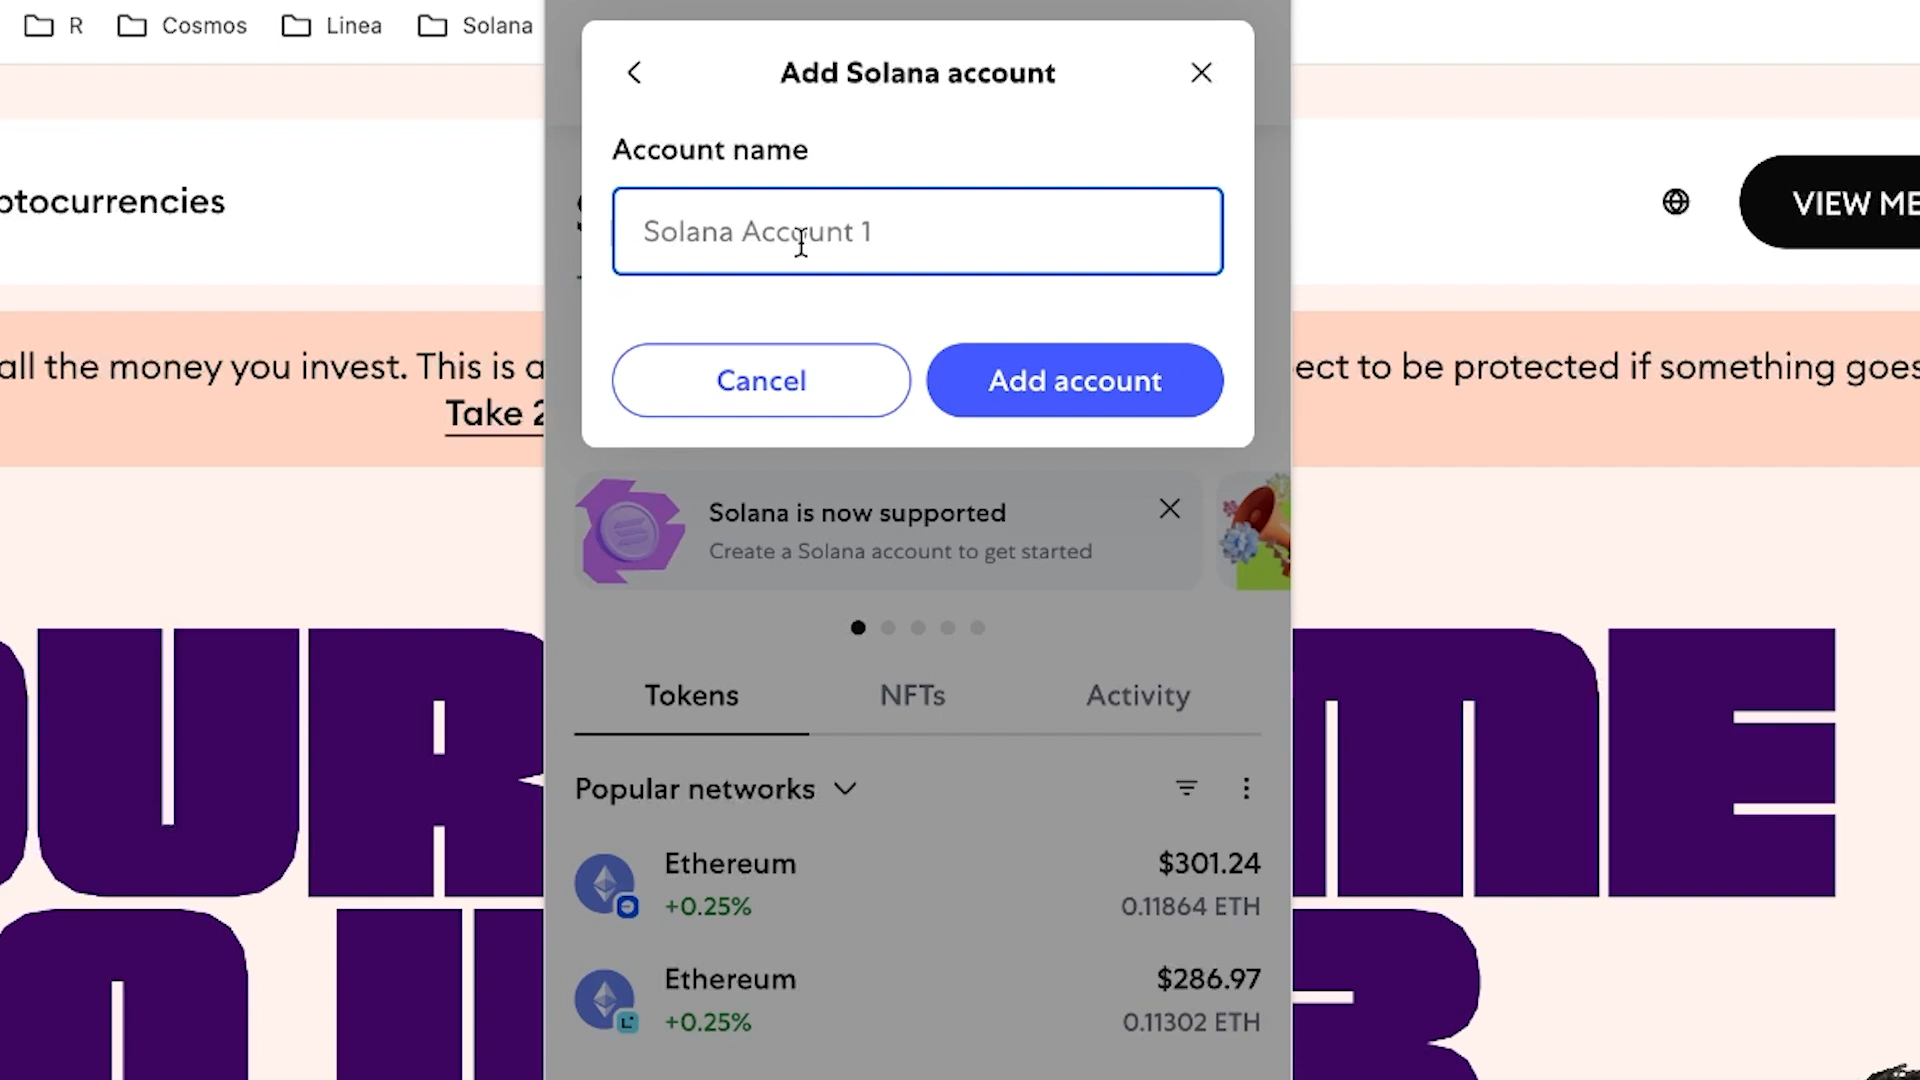 R
Cosmos
Linea
Solana
Add Solana account
Account name
ptocurrencies
VIEW ME
Solana Account 1
all the money you invest. This is a
ect to be protected if something goes
Take 2
Cancel
Add account
Solana is now supported
Create a Solana account to get started
OUR
ME
Tokens
NFTs
Activity
Popular networks
Ethereum
$301.24
+0.25%
0.11864 ETH
Ethereum
$286.97
+0.25%
0.11302 ETH